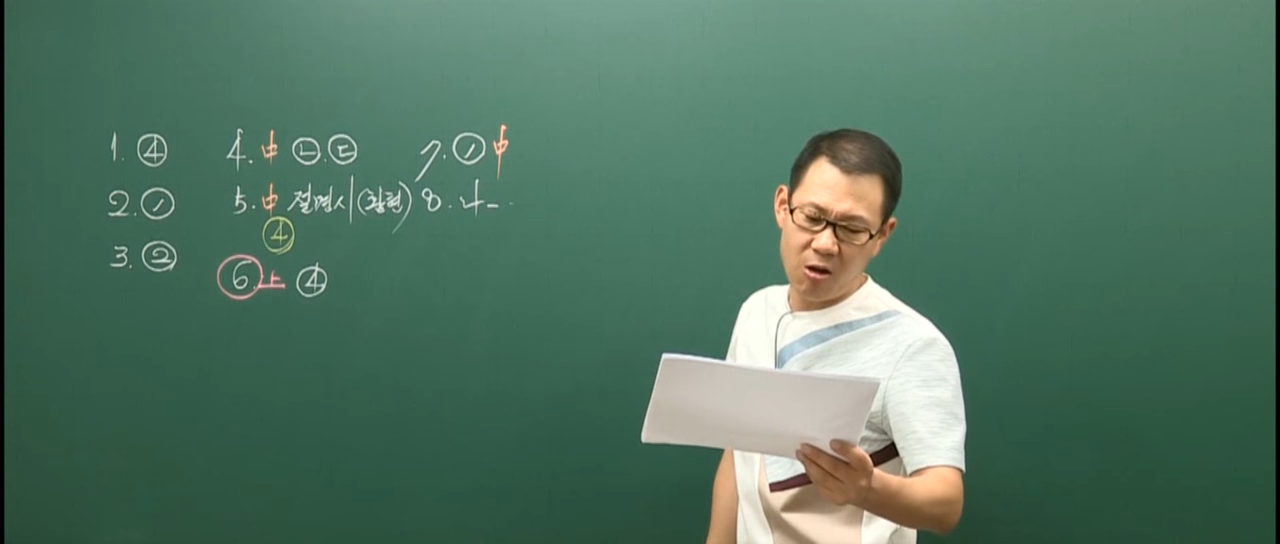 1. ④
2. ①
3. ②
4. 中 ㉡.㉢
5. 中 절명시(황현)
④
6. 上 ④
7. ① 中
8. 나-..